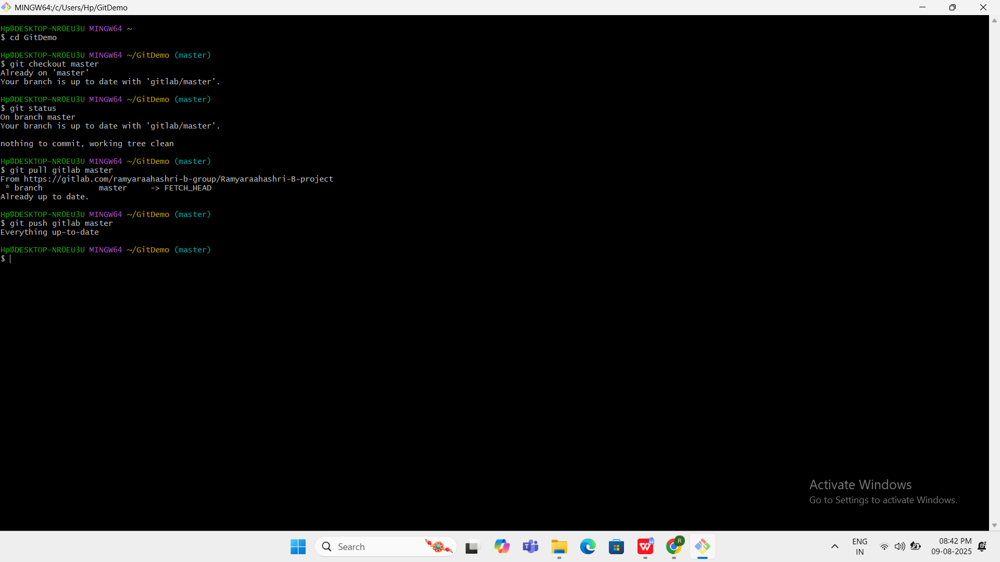 MINGW64:/c/Users/Hp/GitDemo
Hp@DESKTOP-NROEU3U MINGW64 ~
$ cd GitDemo
Hp@DESKTOP-NROEU3U MINGW64 ~/GitDemo (master)
$ git checkout master
Already on 'master'
Your branch is up to date with 'gitlab/master'.
Hp@DESKTOP-NROEU3U MINGW64 ~/GitDemo (master)
$ git status
On branch master
Your branch is up to date with 'gitlab/master'.
nothing to commit, working tree clean
Hp@DESKTOP-NROEU3U MINGW64 ~/GitDemo (master)
$ git pull gitlab master
From https://gitlab.com/ramyaraahashri-b-group/Ramyaraahashri-B-project
 * branch            master     -> FETCH_HEAD
Already up to date.
Hp@DESKTOP-NROEU3U MINGW64 ~/GitDemo (master)
$ git push gitlab master
Everything up-to-date
Hp@DESKTOP-NROEU3U MINGW64 ~/GitDemo (master)
$
Activate Windows
Go to Settings to activate Windows.
Search
R
ENG
IN
08:42 PM
09-08-2025